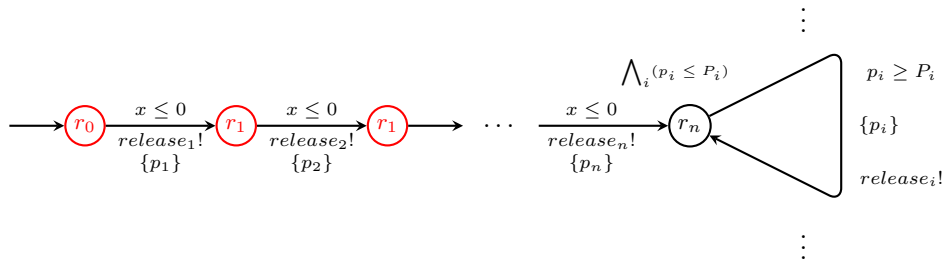 ⋮
⋀i(pi ≤ Pi)
pi ≥ Pi
x ≤ 0 x ≤ 0 x ≤ 0
r0 r1 r1 ⋯ rn {pi}
release1! release2! releasen!
{p1} {p2} {pn}
releasei!
⋮